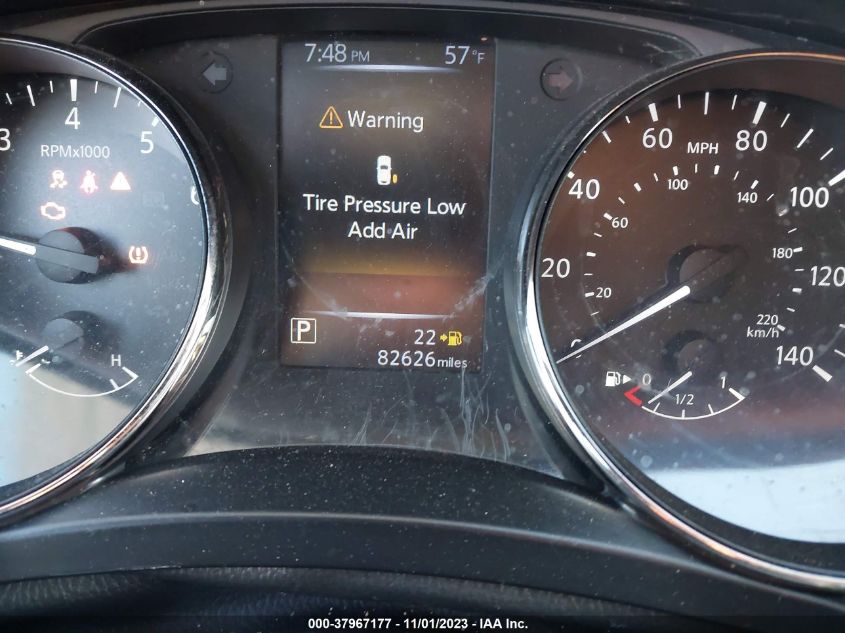 7:48 PM 57°F
Warning
Tire Pressure Low
Add Air
P
22
82626 miles
3 4 5 6
RPMx1000
H
0 20 40 60 80 100 120 140
MPH
20 60 100 140 180 220
km/h
0 1/2 1
000-37967177 - 11/01/2023 - IAA Inc.